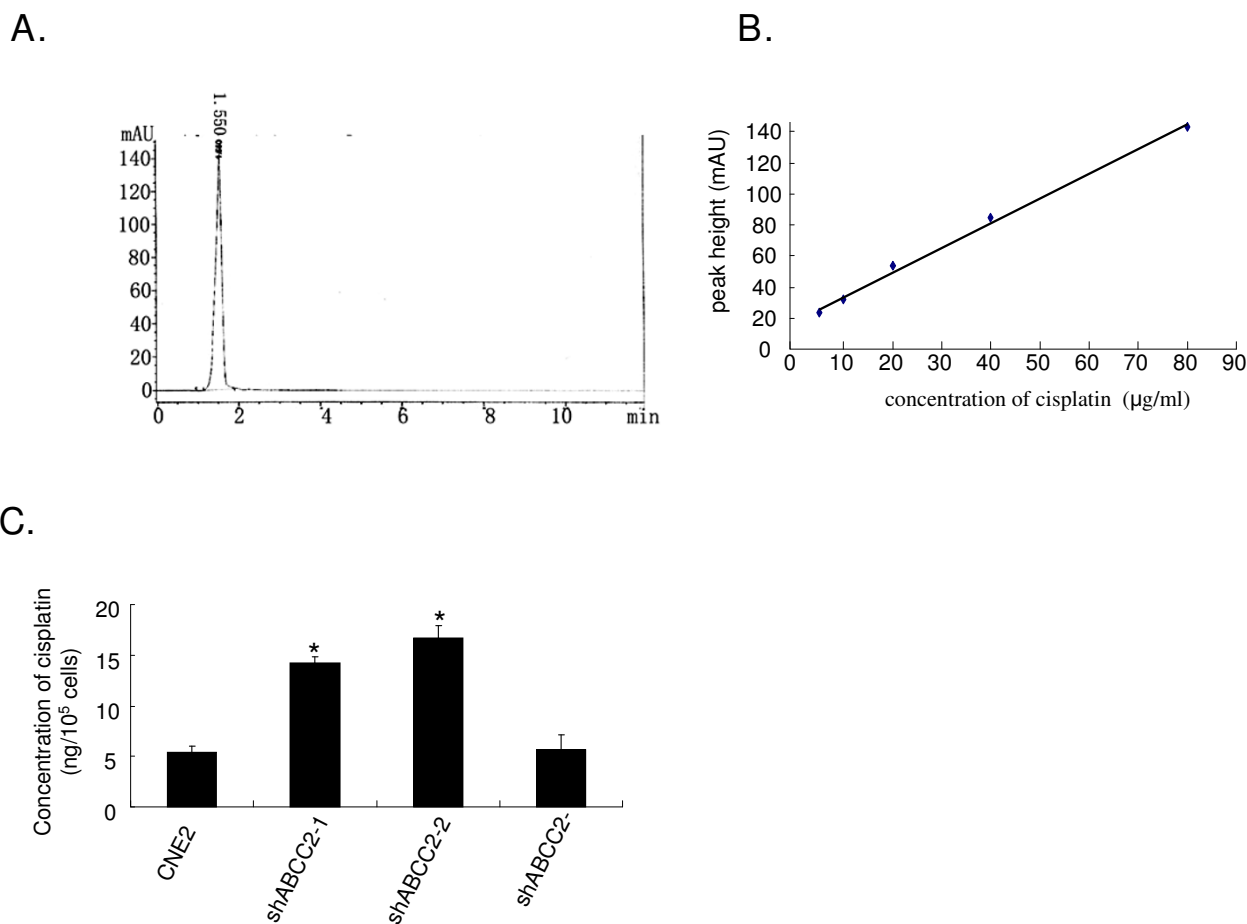 A.
1.550
mAU
140
120
100
80
60
40
20
0
0 2 4 6 8 10 min
B.
peak height (mAU)
140
120
100
80
60
40
20
0
0 10 20 30 40 50 60 70 80 90
concentration of cisplatin (µg/ml)
C.
Concentration of cisplatin
(ng/10⁵ cells)
20
15
10
5
0
*
*
CNE2
shABCC2-1
shABCC2-2
shABCC2-